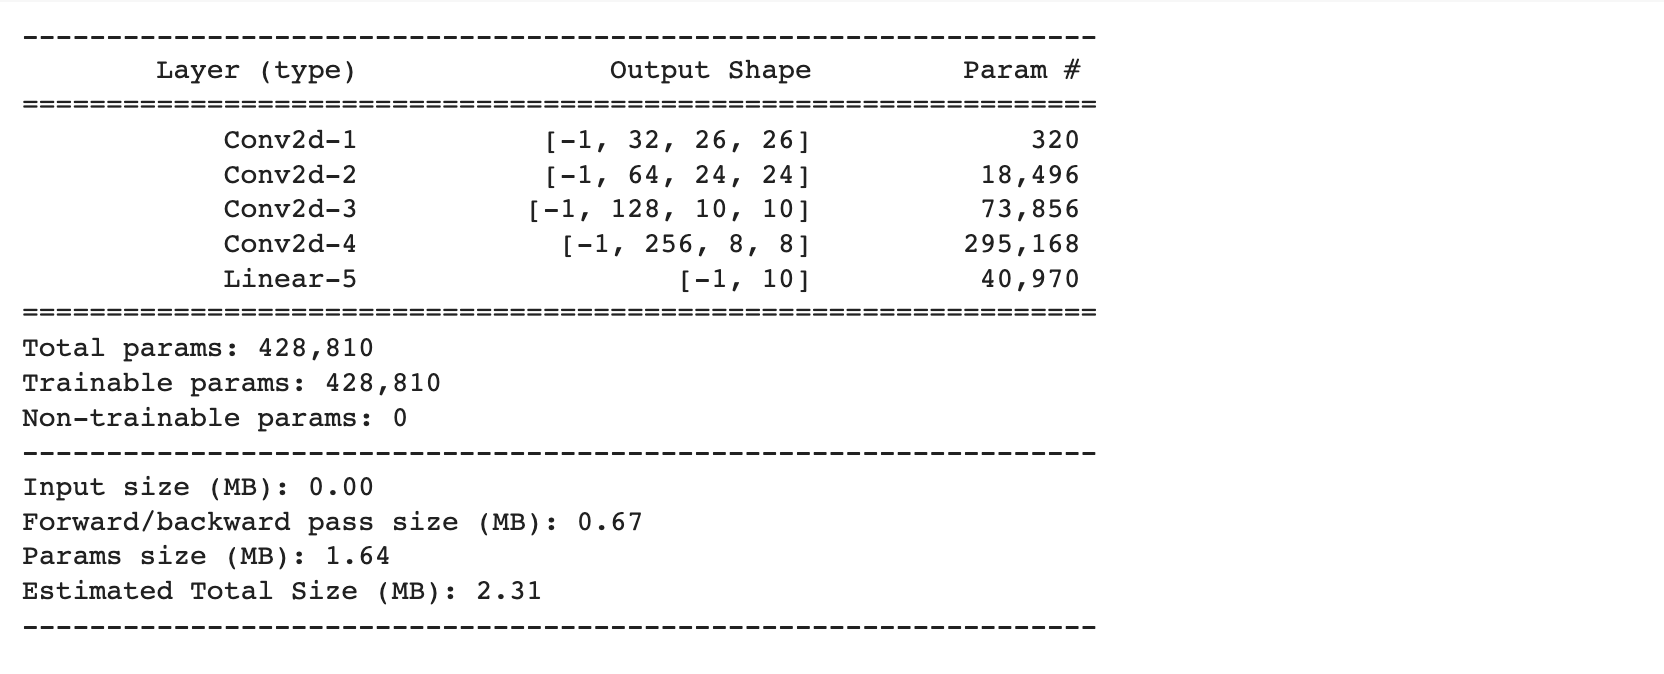 ----------------------------------------------------------------
Layer (type) Output Shape Param #
================================================================
Conv2d-1 [-1, 32, 26, 26] 320
Conv2d-2 [-1, 64, 24, 24] 18,496
Conv2d-3 [-1, 128, 10, 10] 73,856
Conv2d-4 [-1, 256, 8, 8] 295,168
Linear-5 [-1, 10] 40,970
================================================================
Total params: 428,810
Trainable params: 428,810
Non-trainable params: 0
----------------------------------------------------------------
Input size (MB): 0.00
Forward/backward pass size (MB): 0.67
Params size (MB): 1.64
Estimated Total Size (MB): 2.31
----------------------------------------------------------------